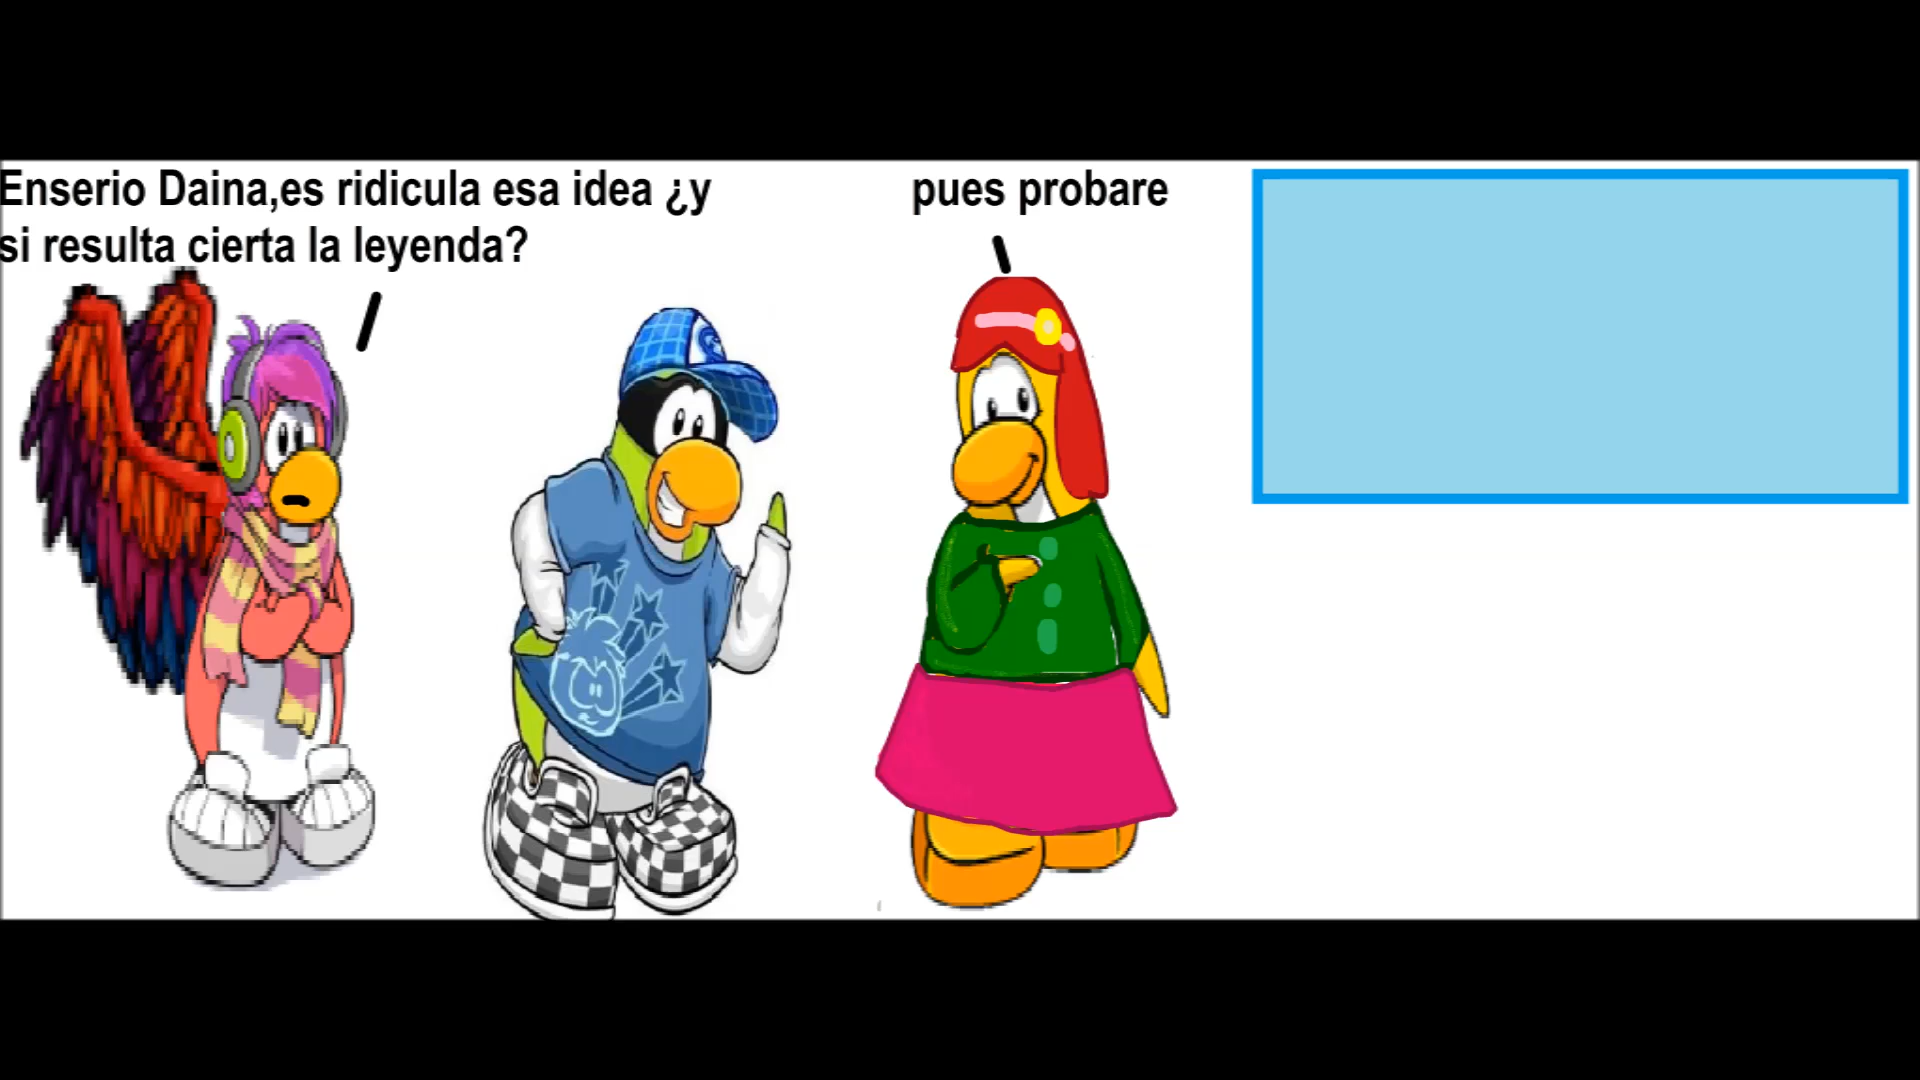 Enserio Daina,es ridicula esa idea ¿y
si resulta cierta la leyenda?
pues probare